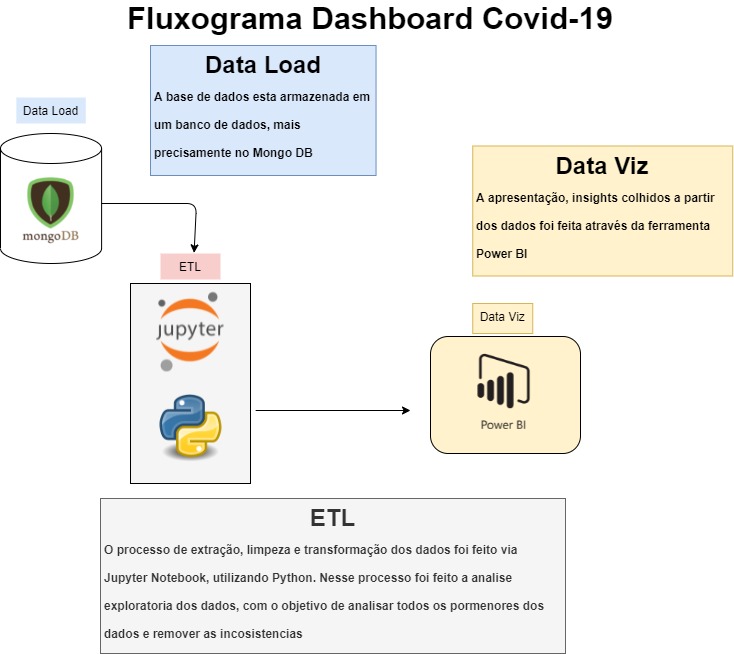 Fluxograma Dashboard Covid-19
Data Load
A base de dados esta armazenada em
um banco de dados, mais
precisamente no Mongo DB
Data Load
mongoDB
Data Viz
A apresentação, insights colhidos a partir
dos dados foi feita através da ferramenta
Power BI
ETL
jupyter
Data Viz
Power BI
ETL
O processo de extração, limpeza e transformação dos dados foi feito via
Jupyter Notebook, utilizando Python. Nesse processo foi feito a analise
exploratoria dos dados, com o objetivo de analisar todos os pormenores dos
dados e remover as incosistencias